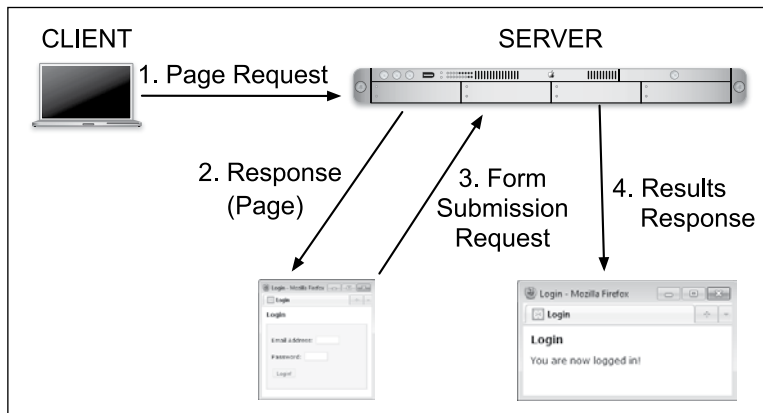 CLIENT
SERVER
1. Page Request
2. Response
(Page)
3. Form
Submission
Request
4. Results
Response
Login - Mozilla Firefox
Login
Login
Email Address:
Password:
Login!
Login - Mozilla Firefox
Login
Login
You are now logged in!